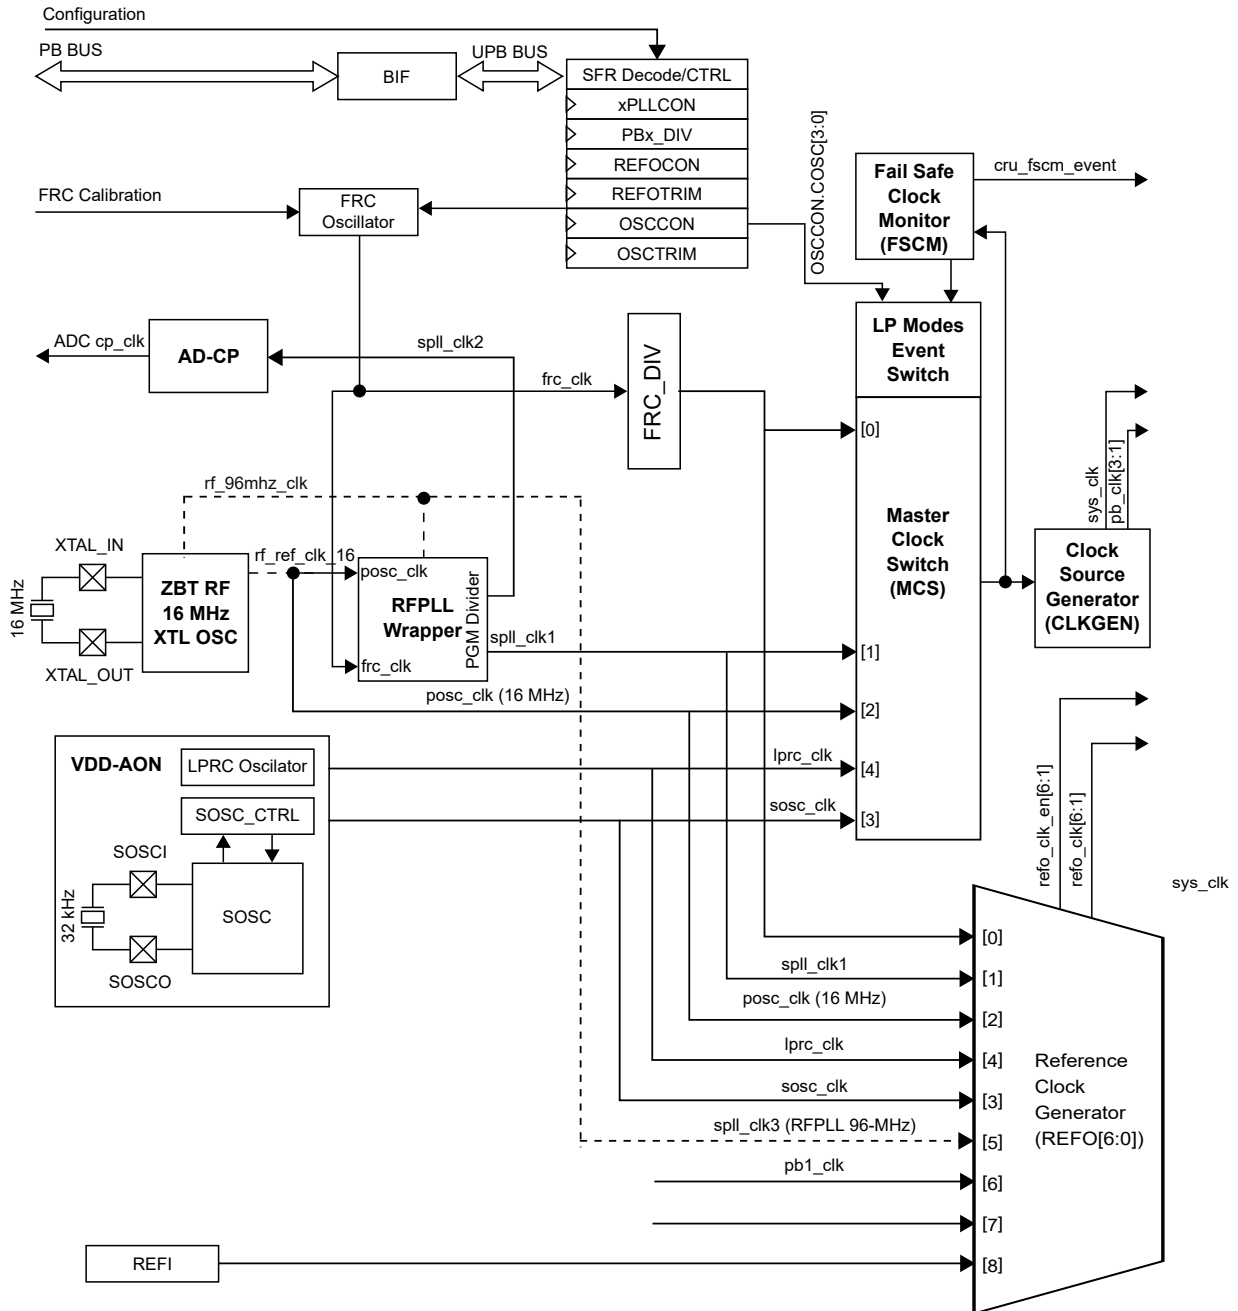 Configuration
PB BUS
UPB BUS
BIF
SFR Decode/CTRL
xPLLCON
PBx_DIV
REFOCON
REFOTRIM
OSCCON
OSCTRIM
OSCCON.COSC[3:0]
Fail Safe
Clock
Monitor
(FSCM)
cru_fscm_event
FRC Calibration
FRC
Oscillator
ADC cp_clk
AD-CP
spll_clk2
frc_clk
FRC_DIV
LP Modes
Event
Switch
[0]
Master
Clock
Switch
(MCS)
[1]
[2]
[4]
[3]
sys_clk
pb_clk[3:1]
Clock
Source
Generator
(CLKGEN)
rf_96mhz_clk
XTAL_IN
16 MHz
XTAL_OUT
ZBT RF
16 MHz
XTL OSC
rf_ref_clk_16
posc_clk
RFPLL
Wrapper
PGM Divider
frc_clk
spll_clk1
posc_clk (16 MHz)
VDD-AON
LPRC Oscilator
lprc_clk
SOSC_CTRL
sosc_clk
SOSCI
32 kHz
SOSC
SOSCO
refo_clk_en[6:1]
refo_clk[6:1]
sys_clk
[0]
spll_clk1
[1]
posc_clk (16 MHz)
[2]
lprc_clk
[4]
sosc_clk
[3]
spll_clk3 (RFPLL 96-MHz)
[5]
pb1_clk
[6]
[7]
[8]
Reference
Clock
Generator
(REFO[6:0])
REFI